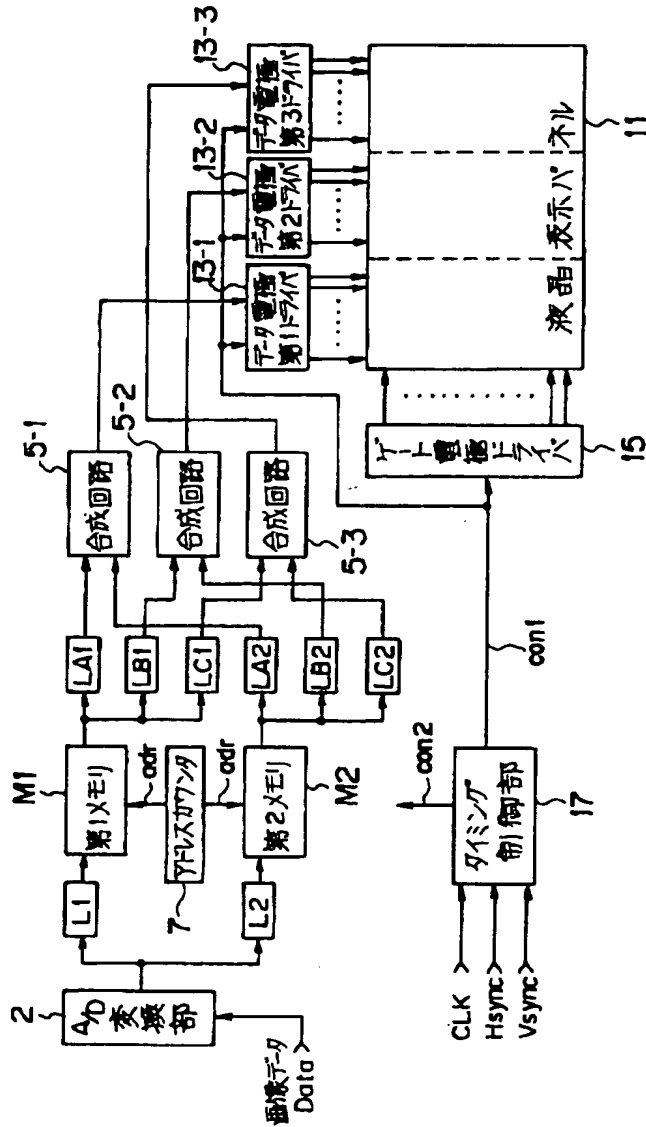 2
A/D
変換部
画像データ
Data
L1
L2
M1
第1メモリ
adr
アドレスカウンタ
7
adr
第2メモリ
M2
LA1
LB1
LC1
LA2
LB2
LC2
5-1
合成回路
5-2
合成回路
合成回路
5-3
13-1
データ電極
第1ドライバ
13-2
データ電極
第2ドライバ
13-3
データ電極
第3ドライバ
液晶表示パネル
11
ゲート電極ドライバ
15
con1
con2
タイミング
制御部
17
CLK
Hsync
Vsync